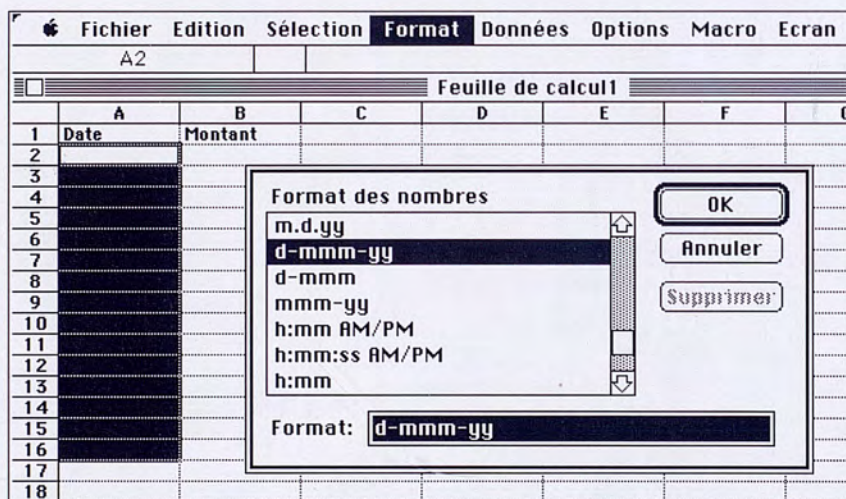 Fichier Edition Sélection Format Données Options Macro Ecran
A2
Feuille de calcul1
A B C D E F
1 Date Montant
2
3
4
5
6
7
8
9
10
11
12
13
14
15
16
17
18
Format des nombres
m.d.yy
d-mmm-yy
d-mmm
mmm-yy
h:mm AM/PM
h:mm:ss AM/PM
h:mm
Format: d-mmm-yy
OK
Annuler
Supprimer